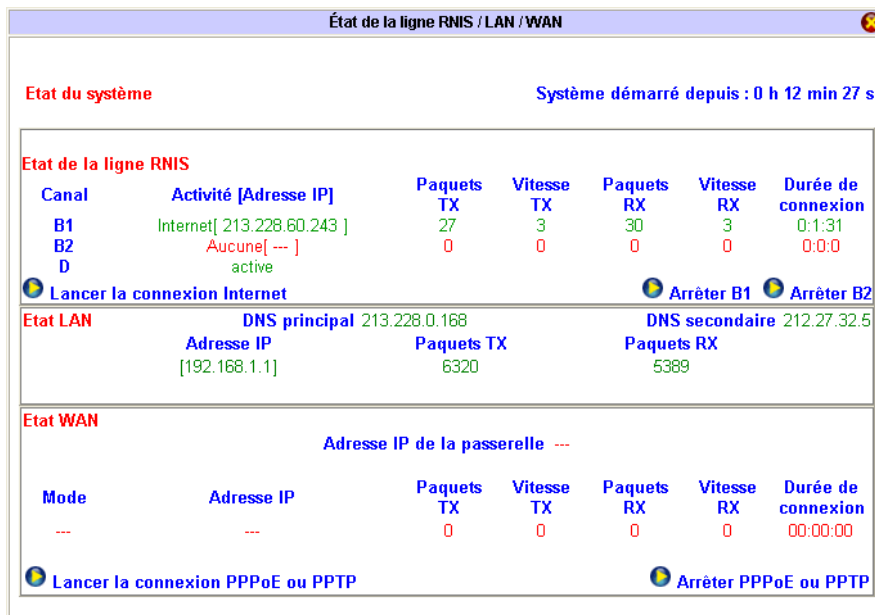 État de la ligne RNIS / LAN / WAN
Etat du système Système démarré depuis : 0 h 12 min 27 s
Etat de la ligne RNIS
Canal Activité [Adresse IP] Paquets TX Vitesse TX Paquets RX Vitesse RX Durée de connexion
B1 Internet[ 213.228.60.243 ] 27 3 30 3 0:1:31
B2 Aucune[ --- ] 0 0 0 0 0:0:0
D active
Lancer la connexion Internet Arrêter B1 Arrêter B2
Etat LAN DNS principal 213.228.0.168 DNS secondaire 212.27.32.5
Adresse IP Paquets TX Paquets RX
[192.168.1.1] 6320 5389
Etat WAN
Adresse IP de la passerelle ---
Mode Adresse IP Paquets TX Vitesse TX Paquets RX Vitesse RX Durée de connexion
--- --- 0 0 0 0 00:00:00
Lancer la connexion PPPoE ou PPTP Arrêter PPPoE ou PPTP